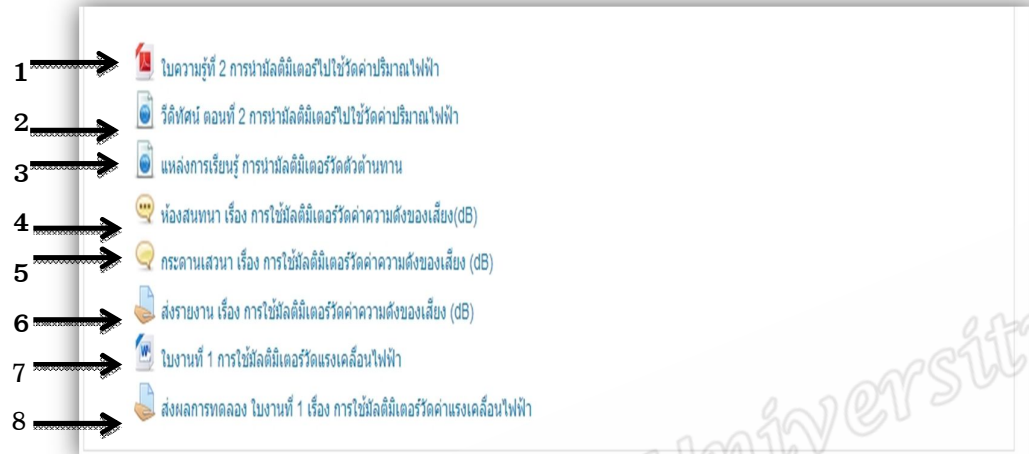 1 ใบความรู้ที่ 2 การนำมัลติมิเตอร์ไปใช้วัดค่าปริมาณไฟฟ้า
2 วีดิทัศน์ ตอนที่ 2 การนำมัลติมิเตอร์ไปใช้วัดค่าปริมาณไฟฟ้า
3 แหล่งการเรียนรู้ การนำมัลติมิเตอร์วัดตัวต้านทาน
4 ห้องสนทนา เรื่อง การใช้มัลติมิเตอร์วัดค่าความดังของเสี่ยง(dB)
5 กระดานเสวนา เรื่อง การใช้มัลติมิเตอร์วัดค่าความดังของเสี่ยง (dB)
6 ส่งรายงาน เรื่อง การใช้มัลติมิเตอร์วัดค่าความดังของเสี่ยง (dB)
7 ใบงานที่ 1 การใช้มัลติมิเตอร์วัดแรงเคลื่อนไฟฟ้า
8 ส่งผลการทดลอง ใบงานที่ 1 เรื่อง การใช้มัลติมิเตอร์วัดค่าแรงเคลื่อนไฟฟ้า